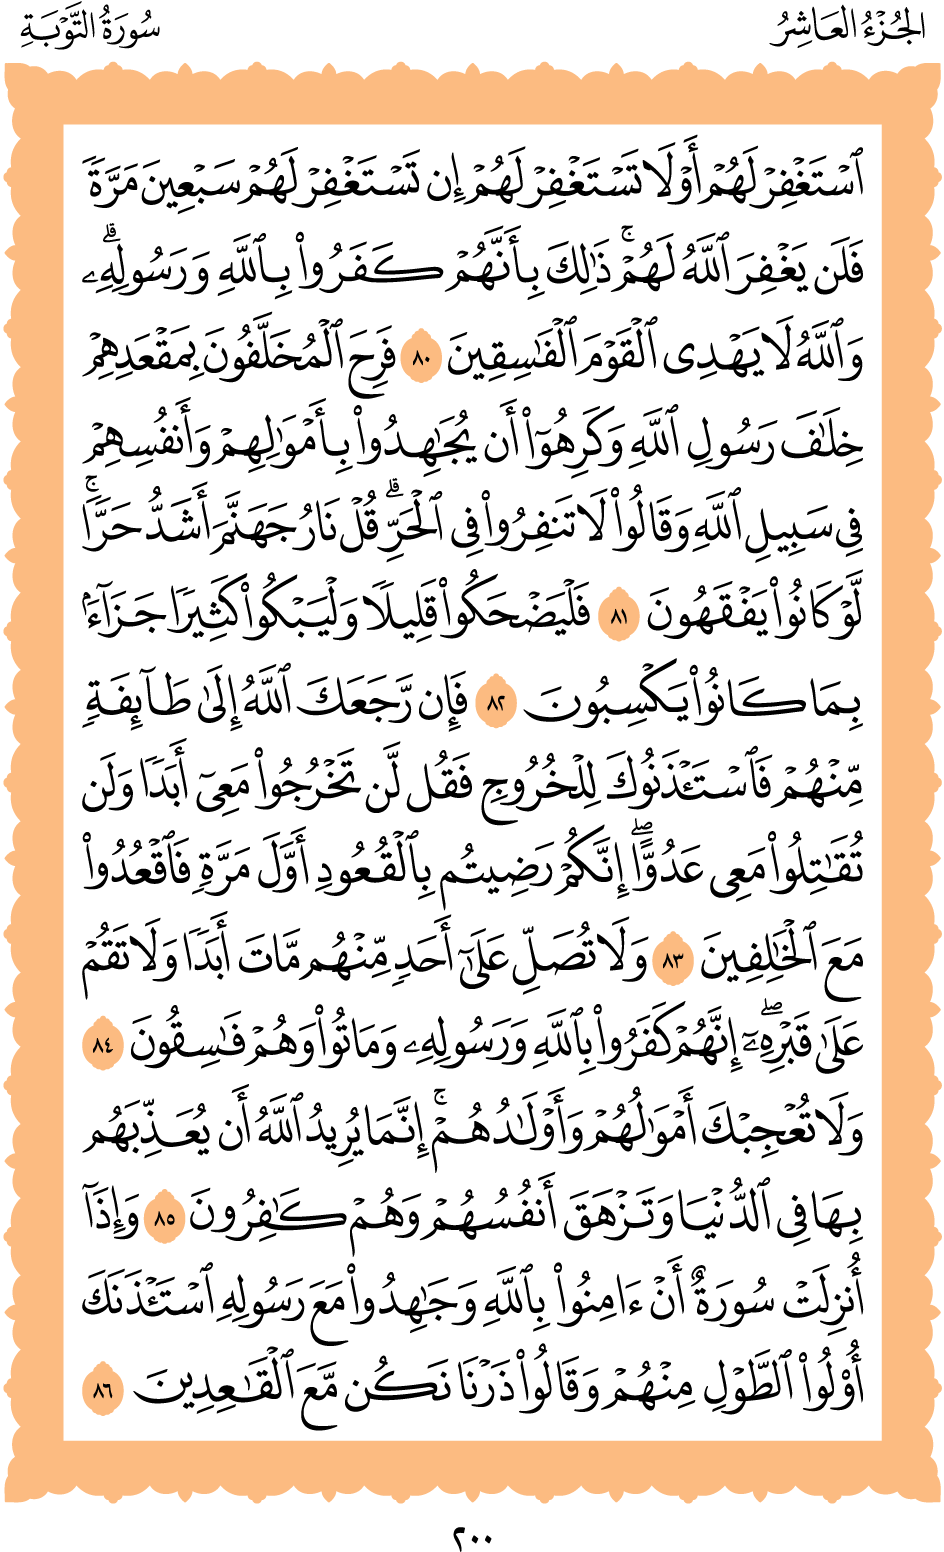 الجُزْءُ العَاشِرُ
سُورَةُ التَّوْبَةِ
ٱسْتَغْفِرْ لَهُمْ أَوْ لَا تَسْتَغْفِرْ لَهُمْ إِن تَسْتَغْفِرْ لَهُمْ سَبْعِينَ مَرَّةً
فَلَن يَغْفِرَ ٱللَّهُ لَهُمْ ۚ ذَٰلِكَ بِأَنَّهُمْ كَفَرُوا۟ بِٱللَّهِ وَرَسُولِهِۦ ۗ
وَٱللَّهُ لَا يَهْدِى ٱلْقَوْمَ ٱلْفَـٰسِقِينَ ٨٠ فَرِحَ ٱلْمُخَلَّفُونَ بِمَقْعَدِهِمْ
خِلَـٰفَ رَسُولِ ٱللَّهِ وَكَرِهُوٓا۟ أَن يُجَـٰهِدُوا۟ بِأَمْوَٰلِهِمْ وَأَنفُسِهِمْ
فِى سَبِيلِ ٱللَّهِ وَقَالُوا۟ لَا تَنفِرُوا۟ فِى ٱلْحَرِّ ۗ قُلْ نَارُ جَهَنَّمَ أَشَدُّ حَرًّا ۚ
لَّوْ كَانُوا۟ يَفْقَهُونَ ٨١ فَلْيَضْحَكُوا۟ قَلِيلًا وَلْيَبْكُوا۟ كَثِيرًا جَزَآءًۢ
بِمَا كَانُوا۟ يَكْسِبُونَ ٨٢ فَإِن رَّجَعَكَ ٱللَّهُ إِلَىٰ طَآئِفَةٍ
مِّنْهُمْ فَٱسْتَـْٔذَنُوكَ لِلْخُرُوجِ فَقُل لَّن تَخْرُجُوا۟ مَعِىَ أَبَدًا وَلَن
تُقَـٰتِلُوا۟ مَعِىَ عَدُوًّا ۖ إِنَّكُمْ رَضِيتُم بِٱلْقُعُودِ أَوَّلَ مَرَّةٍ فَٱقْعُدُوا۟
مَعَ ٱلْخَـٰلِفِينَ ٨٣ وَلَا تُصَلِّ عَلَىٰٓ أَحَدٍ مِّنْهُم مَّاتَ أَبَدًا وَلَا تَقُمْ
عَلَىٰ قَبْرِهِۦٓ ۖ إِنَّهُمْ كَفَرُوا۟ بِٱللَّهِ وَرَسُولِهِۦ وَمَاتُوا۟ وَهُمْ فَـٰسِقُونَ ٨٤
وَلَا تُعْجِبْكَ أَمْوَٰلُهُمْ وَأَوْلَـٰدُهُمْ ۚ إِنَّمَا يُرِيدُ ٱللَّهُ أَن يُعَذِّبَهُم
بِهَا فِى ٱلدُّنْيَا وَتَزْهَقَ أَنفُسُهُمْ وَهُمْ كَـٰفِرُونَ ٨٥ وَإِذَآ
أُنزِلَتْ سُورَةٌ أَنْ ءَامِنُوا۟ بِٱللَّهِ وَجَـٰهِدُوا۟ مَعَ رَسُولِهِ ٱسْتَـْٔذَنَكَ
أُو۟لُوا۟ ٱلطَّوْلِ مِنْهُمْ وَقَالُوا۟ ذَرْنَا نَكُن مَّعَ ٱلْقَـٰعِدِينَ ٨٦
٢٠٠